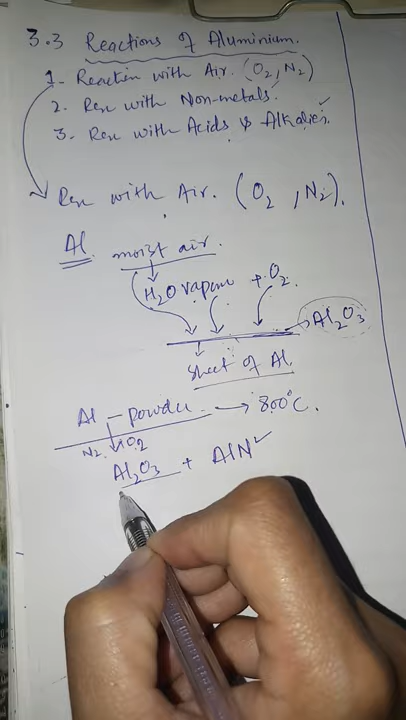 3.3 Reactions of Aluminium.
1- Reaction with Air. (O2, N2)
2. Rxn with Non-metals.
3. Rxn with Acids & Alkalies.
Rxn with Air. (O2, N2).
Al moist air.
H2O vapour + O2.
Al2O3
sheet of Al.
Al - powder → 800°C.
N2 ↓ O2
Al2O3 + AlN ✓